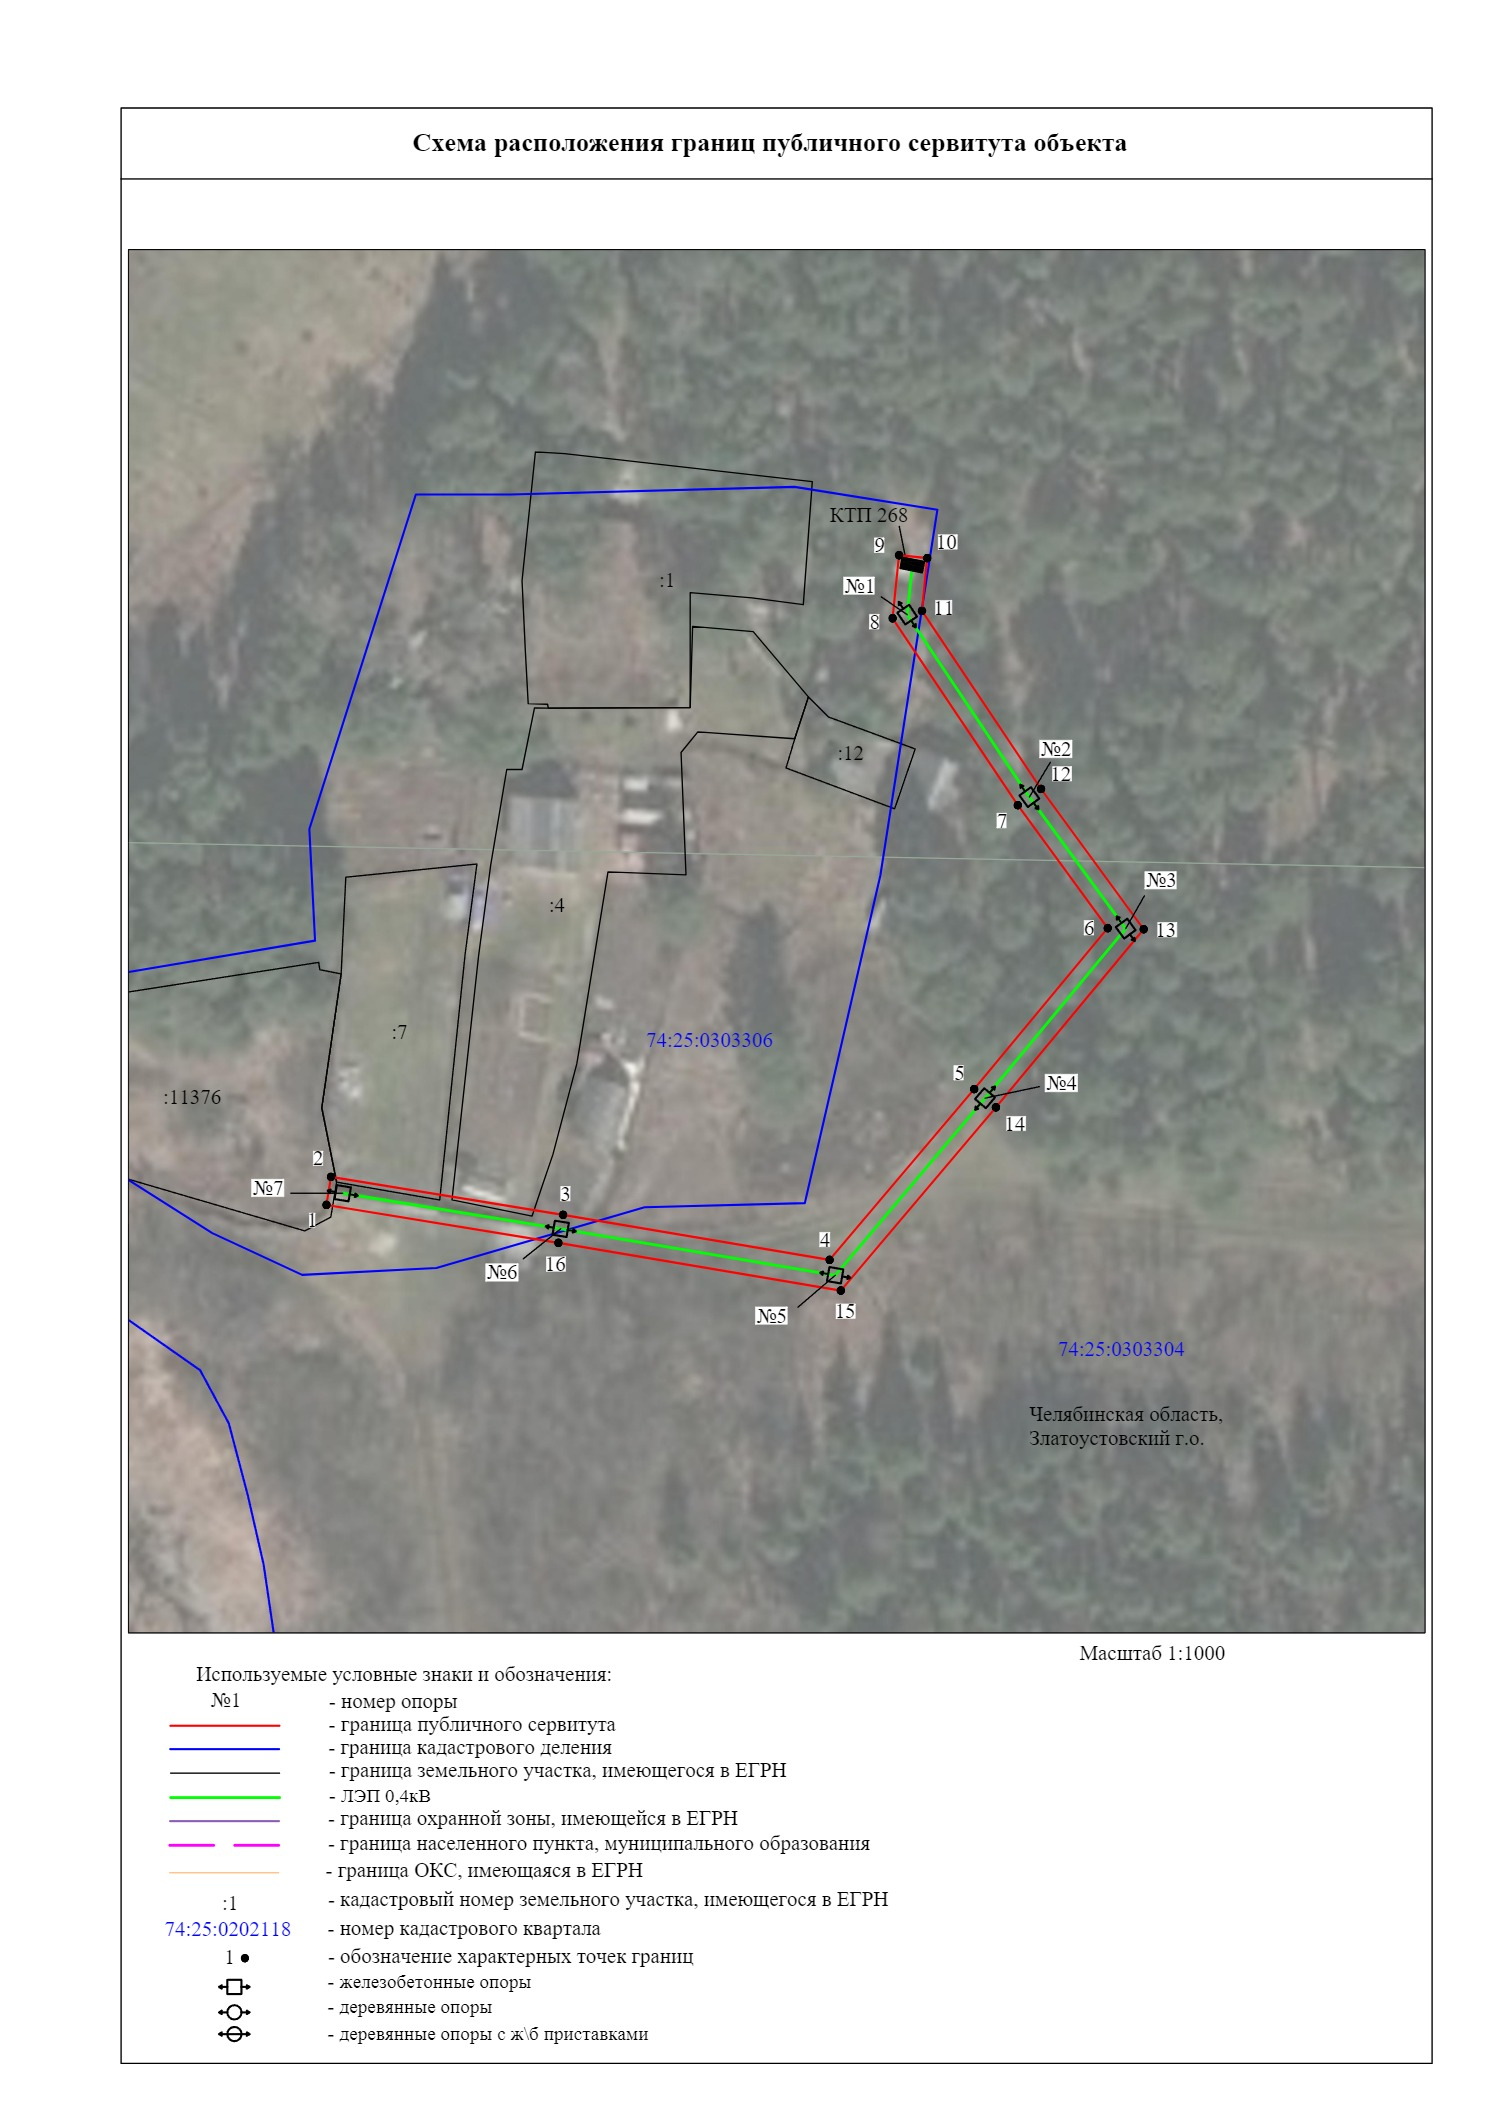 Схема расположения границ публичного сервитута объекта
КТП 268
9
10
:1
№1
11
8
№2
:12
12
7
№3
:4
6
13
:7
74:25:0303306
5
№4
:11376
14
2
№7
3
1
4
16
№6
15
№5
74:25:0303304
Челябинская область,
Златоустовский г.о.
Масштаб 1:1000
Используемые условные знаки и обозначения:
№1 - номер опоры
- граница публичного сервитута
- граница кадастрового деления
- граница земельного участка, имеющегося в ЕГРН
- ЛЭП 0,4кВ
- граница охранной зоны, имеющейся в ЕГРН
- граница населенного пункта, муниципального образования
- граница ОКС, имеющаяся в ЕГРН
:1 - кадастровый номер земельного участка, имеющегося в ЕГРН
74:25:0202118 - номер кадастрового квартала
1 - обозначение характерных точек границ
- железобетонные опоры
- деревянные опоры
- деревянные опоры с ж\б приставками